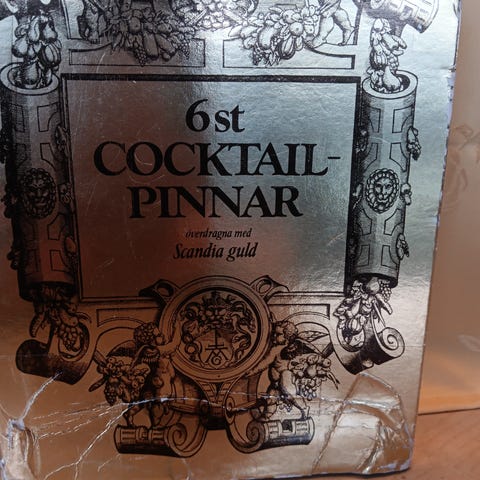 6 st
COCKTAIL-
PINNAR
överdragna med
Scandia guld